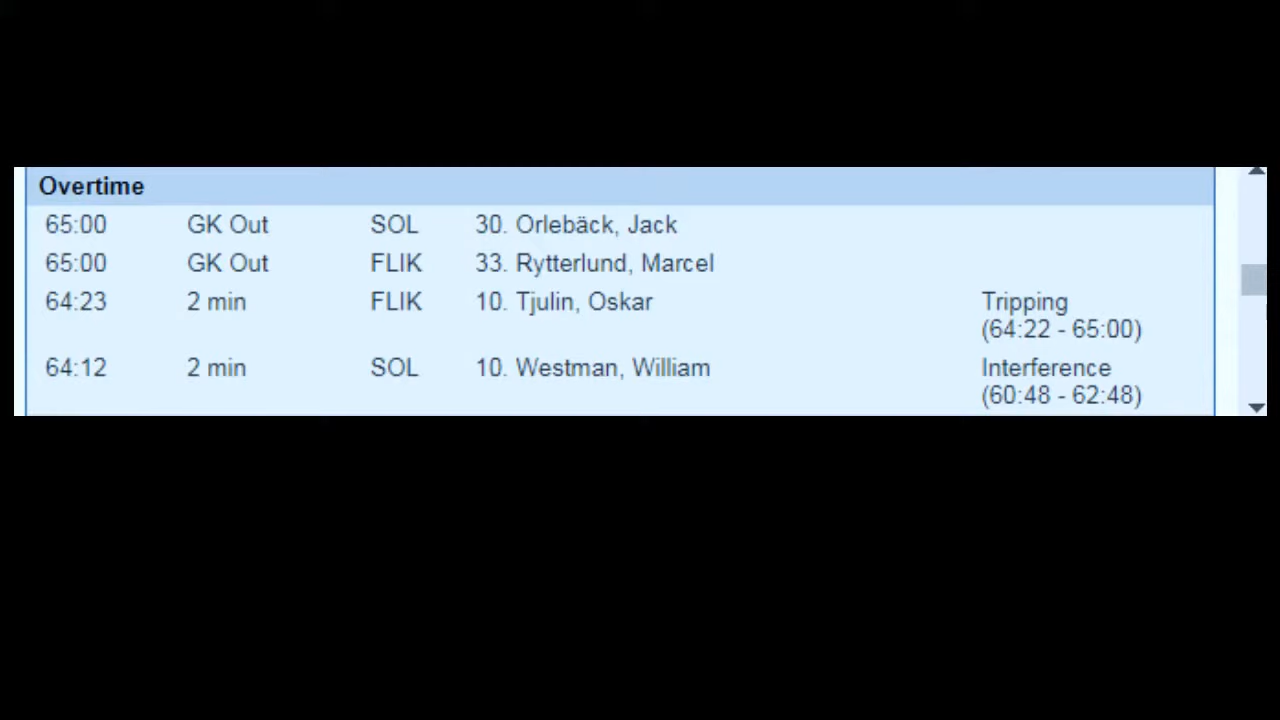 Overtime
65:00 GK Out SOL 30. Orlebäck, Jack
65:00 GK Out FLIK 33. Rytterlund, Marcel
64:23 2 min FLIK 10. Tjulin, Oskar Tripping
(64:22 - 65:00)
64:12 2 min SOL 10. Westman, William Interference
(60:48 - 62:48)